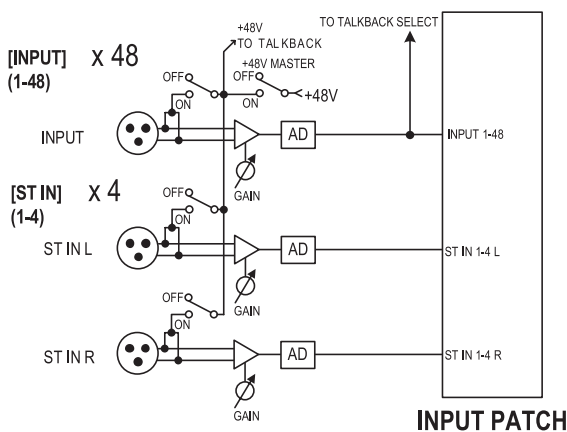 +48V
TO TALKBACK
TO TALKBACK SELECT
[INPUT] x 48
(1-48)
OFF
ON
+48V MASTER
OFF
ON
+48V
INPUT
AD
INPUT 1-48
GAIN
[ST IN] x 4
(1-4)
OFF
ON
ST IN L
AD
ST IN 1-4 L
GAIN
OFF
ON
ST IN R
AD
ST IN 1-4 R
GAIN
INPUT PATCH